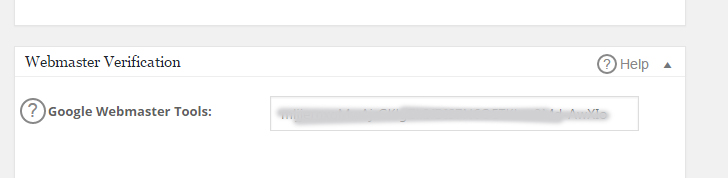 Webmaster Verification
? Help ▲
? Google Webmaster Tools: